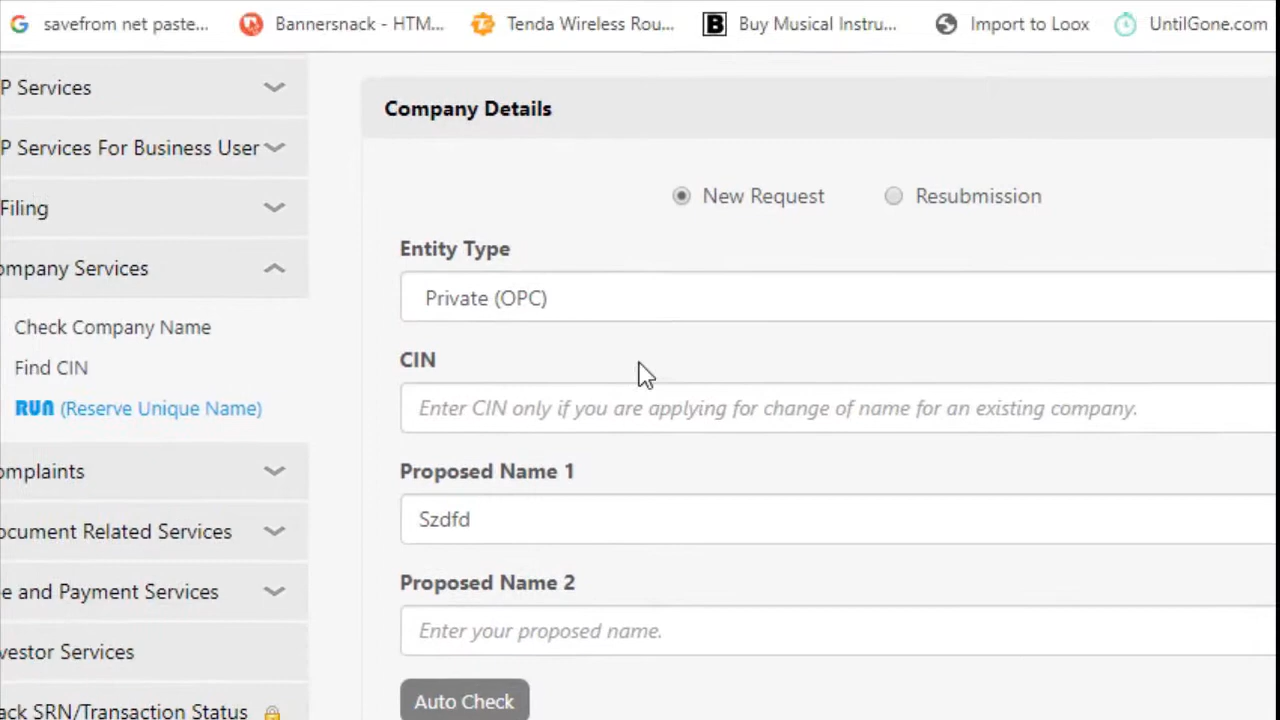 savefrom net paste... Bannersnack - HTM... Tenda Wireless Rou... Buy Musical Instru... Import to Loox UntilGone.com
P Services
P Services For Business User
Filing
ompany Services
Check Company Name
Find CIN
RUN (Reserve Unique Name)
omplaints
ocument Related Services
e and Payment Services
vestor Services
ack SRN/Transaction Status
Company Details
New Request Resubmission
Entity Type
Private (OPC)
CIN
Enter CIN only if you are applying for change of name for an existing company.
Proposed Name 1
Szdfd
Proposed Name 2
Enter your proposed name.
Auto Check